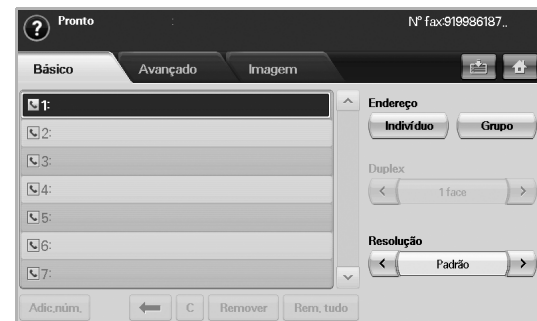 ? Pronto : Nº fax:919986187..
Básico Avançado Imagem
1:
2:
3:
4:
5:
6:
7:
Adic.núm. C Remover Rem. tudo
Endereço
Indivíduo Grupo
Duplex
< 1 face >
Resolução
< Padrão >